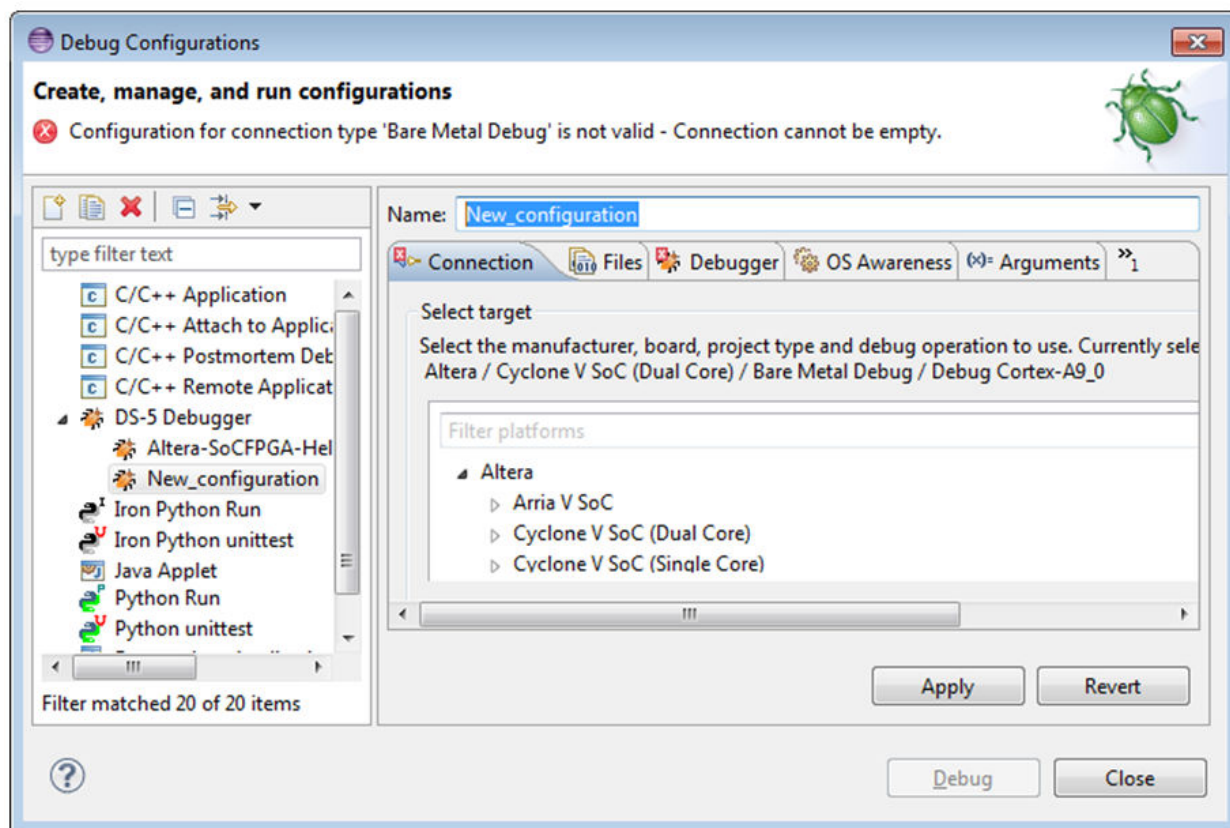 Debug Configurations
Create, manage, and run configurations
Configuration for connection type 'Bare Metal Debug' is not valid - Connection cannot be empty.
type filter text
C/C++ Application
C/C++ Attach to Applica
C/C++ Postmortem Deb
C/C++ Remote Applicat
DS-5 Debugger
Altera-SoCFPGA-Hel
New_configuration
Iron Python Run
Iron Python unittest
Java Applet
Python Run
Python unittest
Filter matched 20 of 20 items
Name: New_configuration
Connection Files Debugger OS Awareness (x)= Arguments »1
Select target
Select the manufacturer, board, project type and debug operation to use. Currently sele
Altera / Cyclone V SoC (Dual Core) / Bare Metal Debug / Debug Cortex-A9_0
Filter platforms
Altera
Arria V SoC
Cyclone V SoC (Dual Core)
Cyclone V SoC (Single Core)
Apply Revert
Debug Close